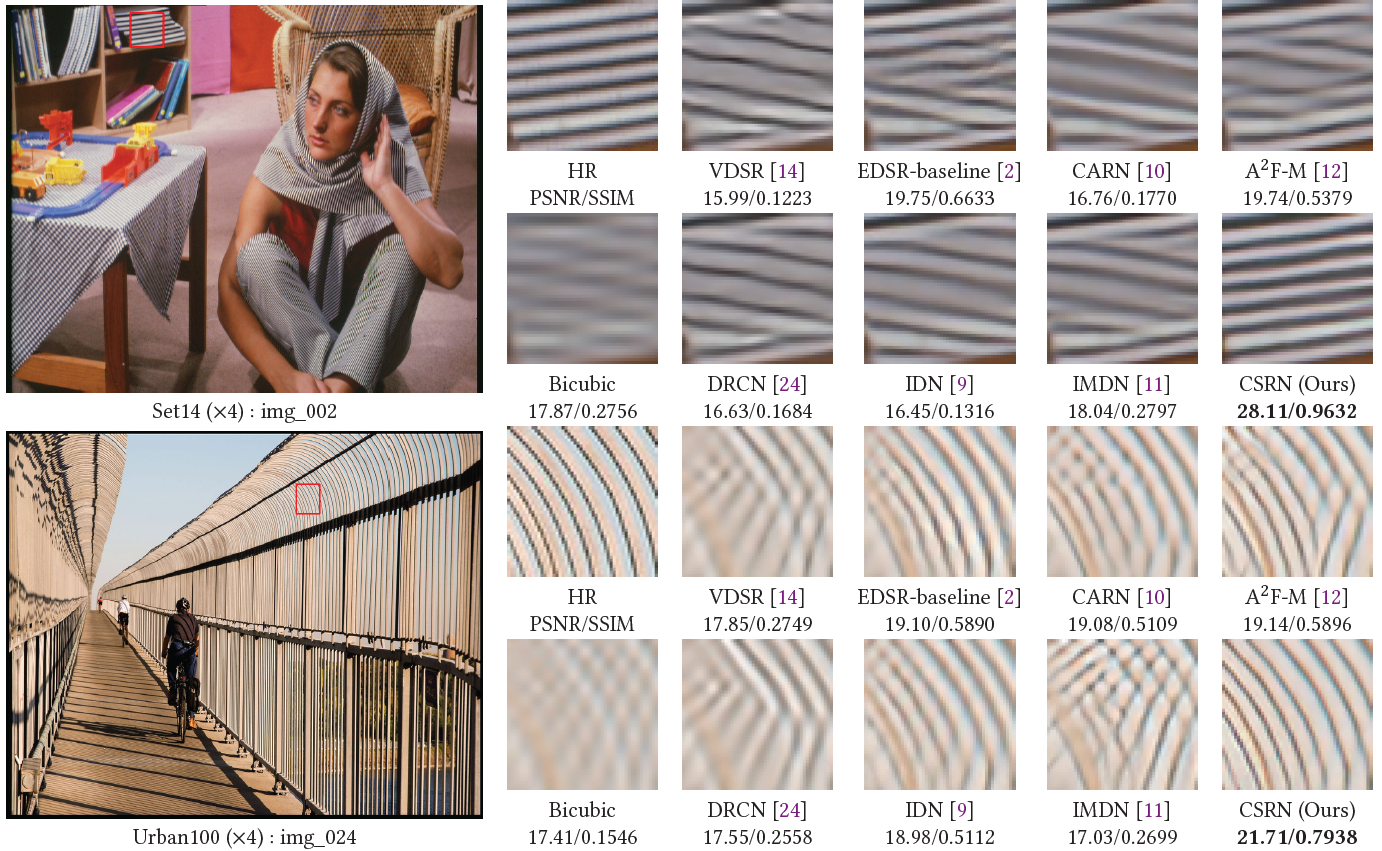 HR VDSR [14] EDSR-baseline [2] CARN [10] A²F-M [12]
PSNR/SSIM 15.99/0.1223 19.75/0.6633 16.76/0.1770 19.74/0.5379
Bicubic DRCN [24] IDN [9] IMDN [11] CSRN (Ours)
Set14 (×4) : img_002 17.87/0.2756 16.63/0.1684 16.45/0.1316 18.04/0.2797 28.11/0.9632
HR VDSR [14] EDSR-baseline [2] CARN [10] A²F-M [12]
PSNR/SSIM 17.85/0.2749 19.10/0.5890 19.08/0.5109 19.14/0.5896
Bicubic DRCN [24] IDN [9] IMDN [11] CSRN (Ours)
Urban100 (×4) : img_024 17.41/0.1546 17.55/0.2558 18.98/0.5112 17.03/0.2699 21.71/0.7938